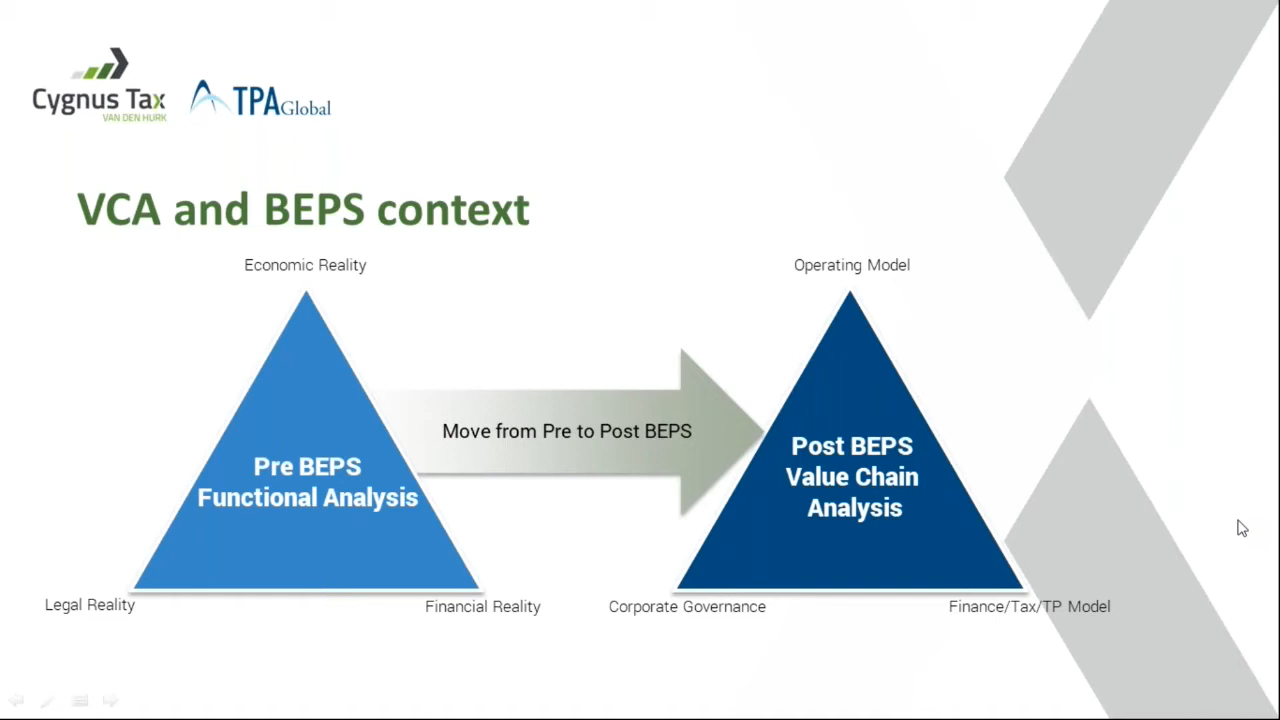 Cygnus Tax
VAN DEN HURK
TPAGlobal
VCA and BEPS context
Economic Reality
Operating Model
Move from Pre to Post BEPS
Pre BEPS
Functional Analysis
Post BEPS
Value Chain
Analysis
Legal Reality
Financial Reality
Corporate Governance
Finance/Tax/TP Model